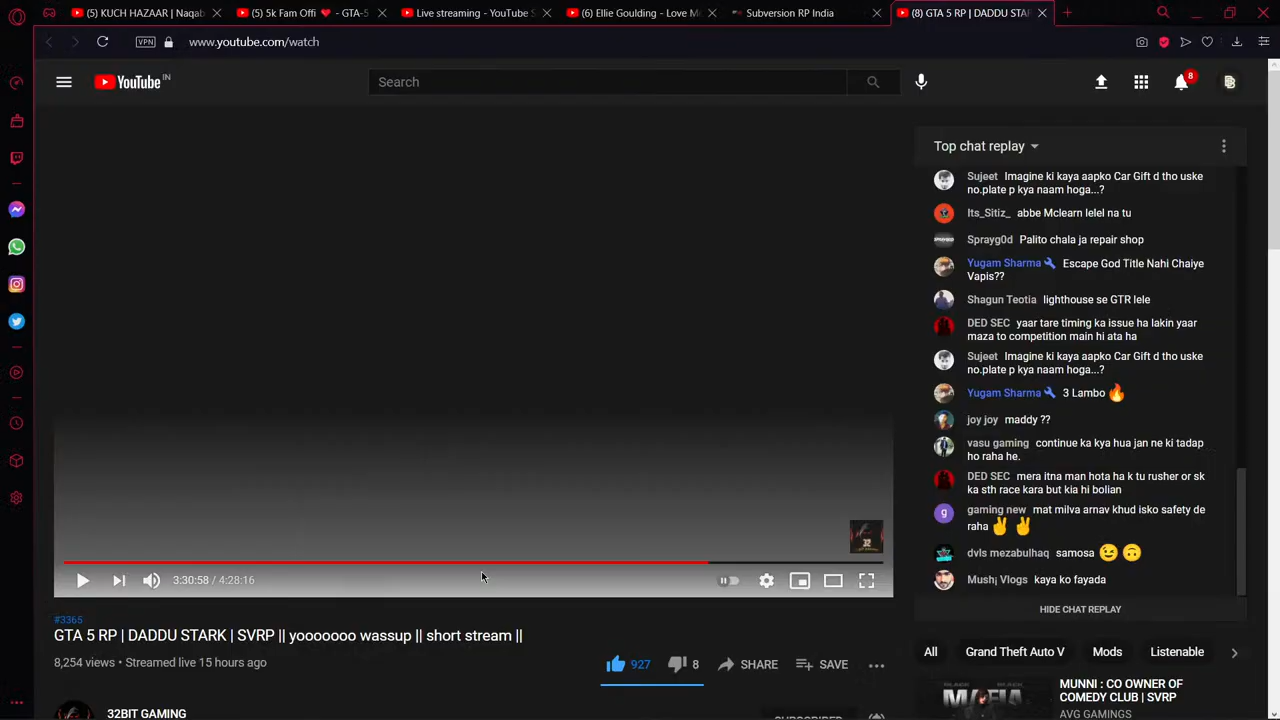 (5) KUCH HAZAAR | Naqab
(5) 5k Fam Offi ❤️ - GTA-5
Live streaming - YouTube S
(6) Ellie Goulding - Love M
Subversion RP India
(8) GTA 5 RP | DADDU STAR
VPN
www.youtube.com/watch
YouTube IN
Search
8
Top chat replay
Sujeet Imagine ki kaya aapko Car Gift d tho uske
no.plate p kya naam hoga...?
Its_Sitiz_ abbe Mclearn lelel na tu
Sprayg0d Palito chala ja repair shop
Yugam Sharma Escape God Title Nahi Chaiye
Vapis??
Shagun Teotia lighthouse se GTR lele
DED SEC yaar tare timing ka issue ha lakin yaar
maza to competition main hi ata ha
Sujeet Imagine ki kaya aapko Car Gift d tho uske
no.plate p kya naam hoga...?
Yugam Sharma 3 Lambo 🔥
joy joy maddy ??
vasu gaming continue ka kya hua jan ne ki tadap
ho raha he.
DED SEC mera itna man hota ha k tu rusher or sk
ka sth race kara but kia hi bolian
g
gaming new mat milva arnav khud isko safety de
raha ✌️ ✌️
dvls mezabulhaq samosa 😉 🙃
Mush¡ Vlogs kaya ko fayada
HIDE CHAT REPLAY
32
3:30:58 / 4:28:16
#3365
GTA 5 RP | DADDU STARK | SVRP || yooooooo wassup || short stream ||
8,254 views • Streamed live 15 hours ago
927
8
SHARE
SAVE
All
Grand Theft Auto V
Mods
Listenable
MAFIA
MUNNI : CO OWNER OF
COMEDY CLUB | SVRP
AVG GAMINGS
32BIT GAMING
SUBSCRIBED